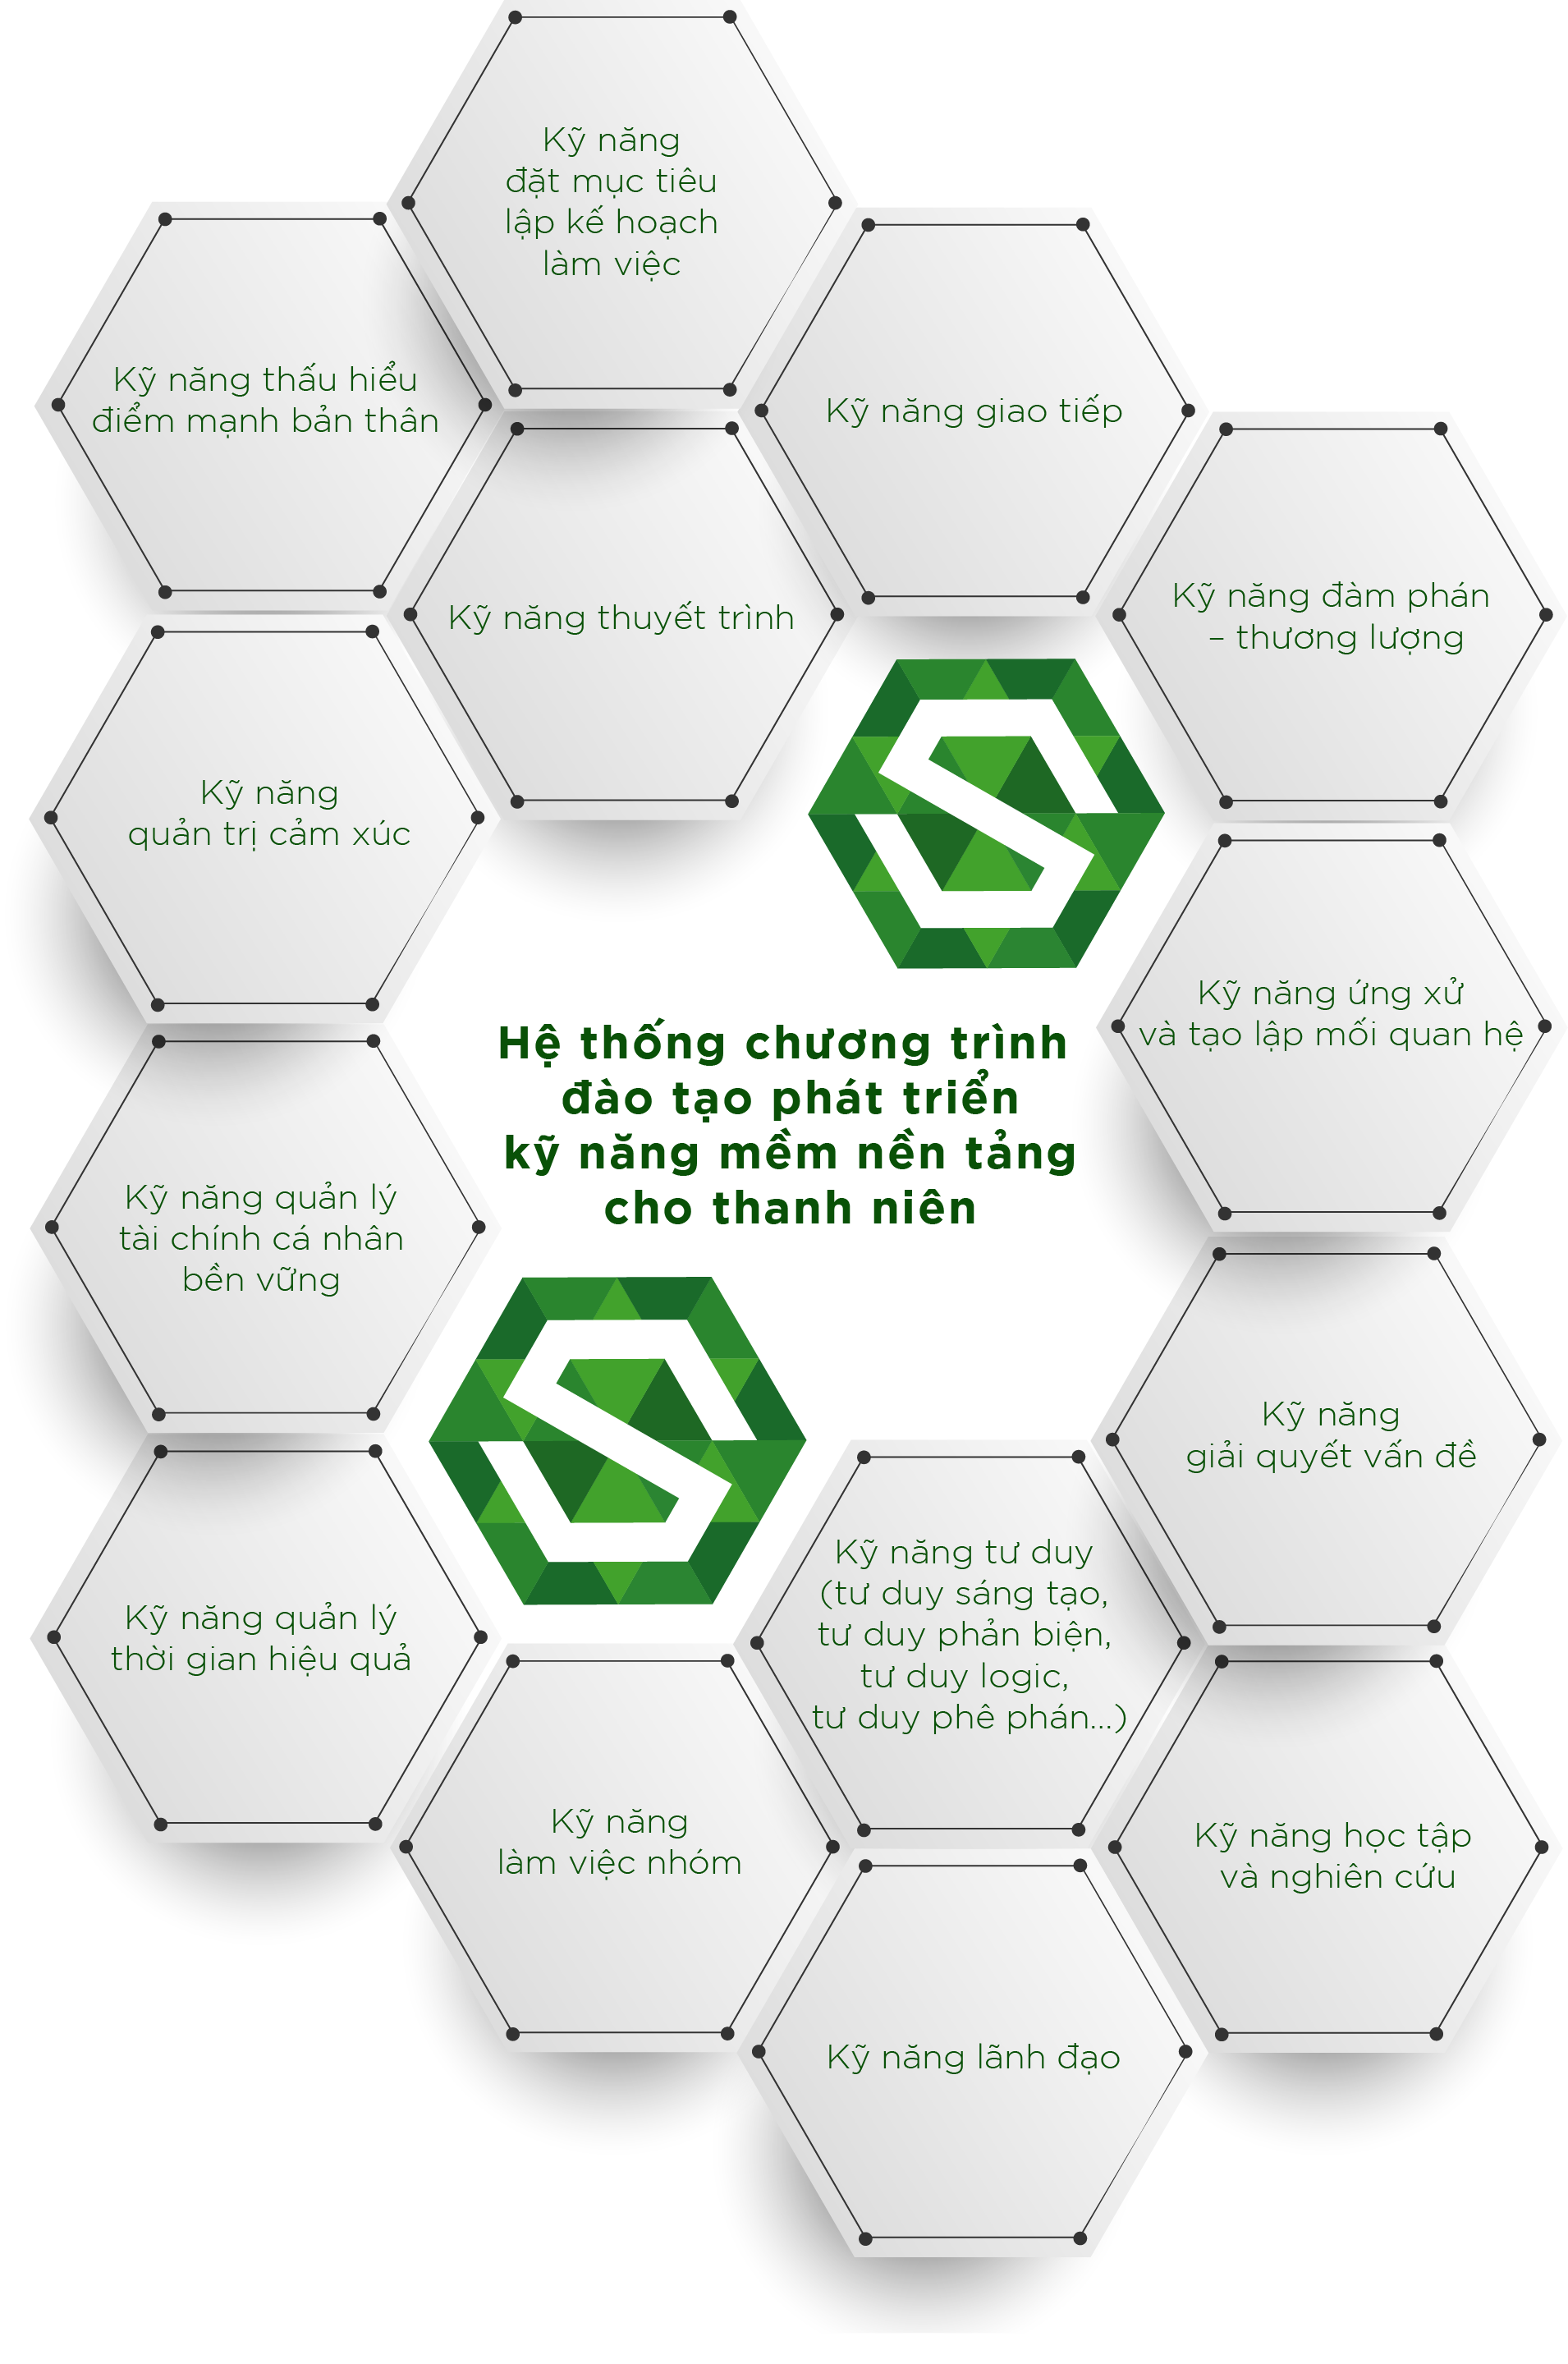 Kỹ năng
đặt mục tiêu
lập kế hoạch
làm việc
Kỹ năng thấu hiểu
điểm mạnh bản thân
Kỹ năng giao tiếp
Kỹ năng thuyết trình
Kỹ năng đàm phán
– thương lượng
Kỹ năng
quản trị cảm xúc
Kỹ năng ứng xử
và tạo lập mối quan hệ
Hệ thống chương trình
đào tạo phát triển
kỹ năng mềm nền tảng
cho thanh niên
Kỹ năng quản lý
tài chính cá nhân
bền vững
Kỹ năng
giải quyết vấn đề
Kỹ năng tư duy
(tư duy sáng tạo,
tư duy phản biện,
tư duy logic,
tư duy phê phán...)
Kỹ năng quản lý
thời gian hiệu quả
Kỹ năng
làm việc nhóm
Kỹ năng học tập
và nghiên cứu
Kỹ năng lãnh đạo